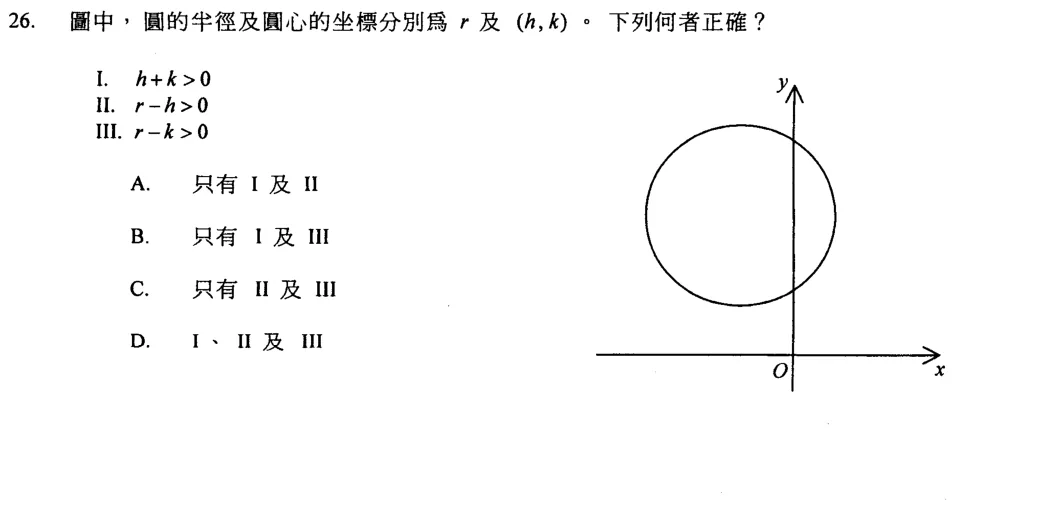 26. 圖中，圓的半徑及圓心的坐標分別為 r 及 (h, k) 。 下列何者正確？
I. h+k>0
II. r−h>0
III. r−k>0
A. 只有 I 及 II
B. 只有 I 及 III
C. 只有 II 及 III
D. I、 II 及 III
y
O
x